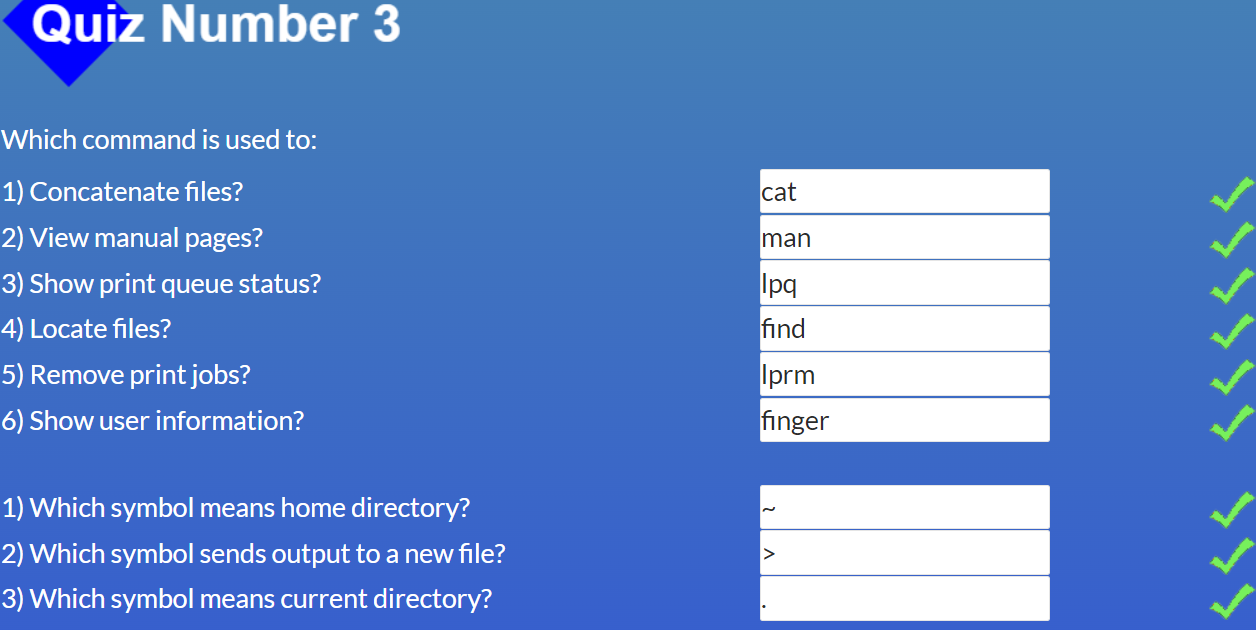 Quiz Number 3
Which command is used to:
1) Concatenate files? cat
2) View manual pages? man
3) Show print queue status? lpq
4) Locate files? find
5) Remove print jobs? lprm
6) Show user information? finger
1) Which symbol means home directory? ~
2) Which symbol sends output to a new file? >
3) Which symbol means current directory? .